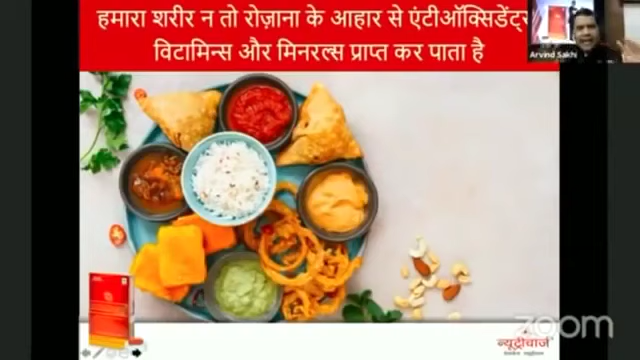 हमारा शरीर न तो रोज़ाना के आहार से एंटीऑक्सिडेंट्स
विटामिन्स और मिनरल्स प्राप्त कर पाता है
Arvind Sakhi
zoom
न्यूट्रीचार्ज